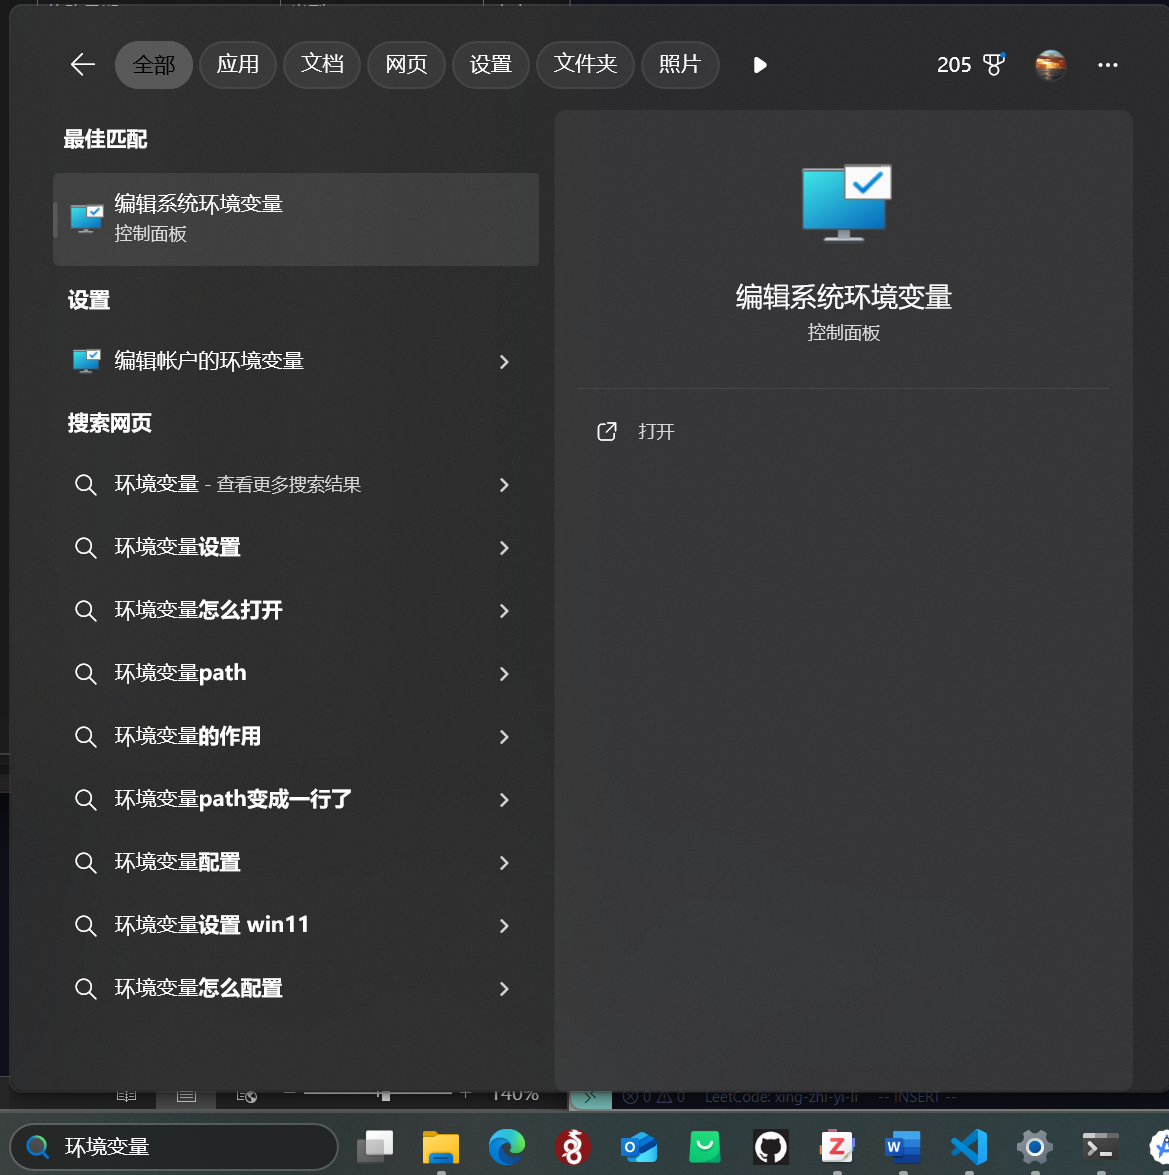 全部 应用 文档 网页 设置 文件夹 照片 205
最佳匹配
编辑系统环境变量
控制面板
设置
编辑帐户的环境变量
搜索网页
环境变量 - 查看更多搜索结果
环境变量设置
环境变量怎么打开
环境变量path
环境变量的作用
环境变量path变成一行了
环境变量配置
环境变量设置 win11
环境变量怎么配置
编辑系统环境变量
控制面板
打开
140%
0 0 LeetCode: xing-zhi-yi-li -- INSERT --
环境变量